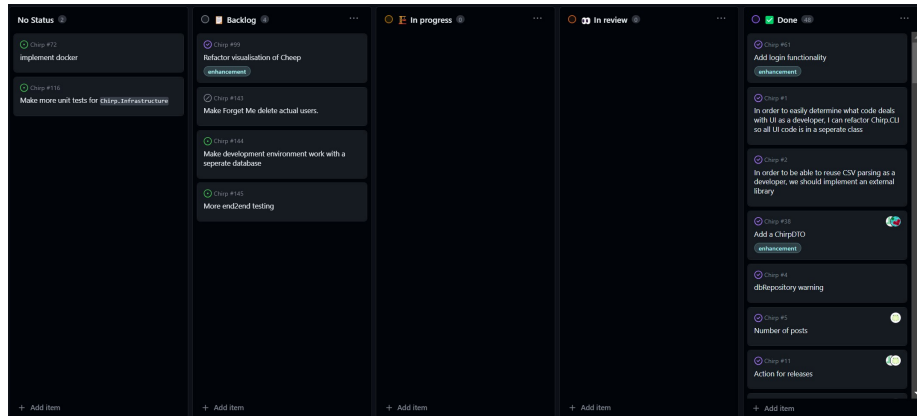 No Status 2
Chirp #72
implement docker
Chirp #116
Make more unit tests for Chirp.Infrastructure
+ Add item
Backlog 4
Chirp #99
Refactor visualisation of Cheep
enhancement
Chirp #143
Make Forget Me delete actual users.
Chirp #144
Make development environment work with a
seperate database
Chirp #145
More end2end testing
+ Add item
In progress 0
+ Add item
In review 0
+ Add item
Done 48
Chirp #61
Add login functionality
enhancement
Chirp #1
In order to easily determine what code deals
with UI as a developer, I can refactor Chirp.CLI
so all UI code is in a seperate class
Chirp #2
In order to be able to reuse CSV parsing as a
developer, we should implement an external
library
Chirp #38
Add a ChirpDTO
enhancement
Chirp #4
dbRepository warning
Chirp #5
Number of posts
Chirp #11
Action for releases
+ Add item